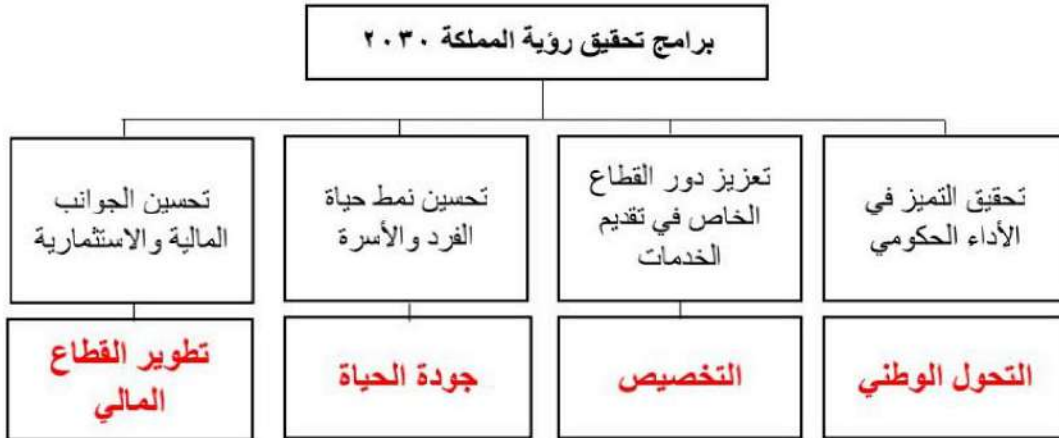 برامج تحقيق رؤية المملكة ٢٠٣٠
تحقيق التميز في
الأداء الحكومي
تعزيز دور القطاع
الخاص في تقديم
الخدمات
تحسين نمط حياة
الفرد والأسرة
تحسين الجوانب
المالية والاستثمارية
التحول الوطني
التخصيص
جودة الحياة
تطوير القطاع
المالي